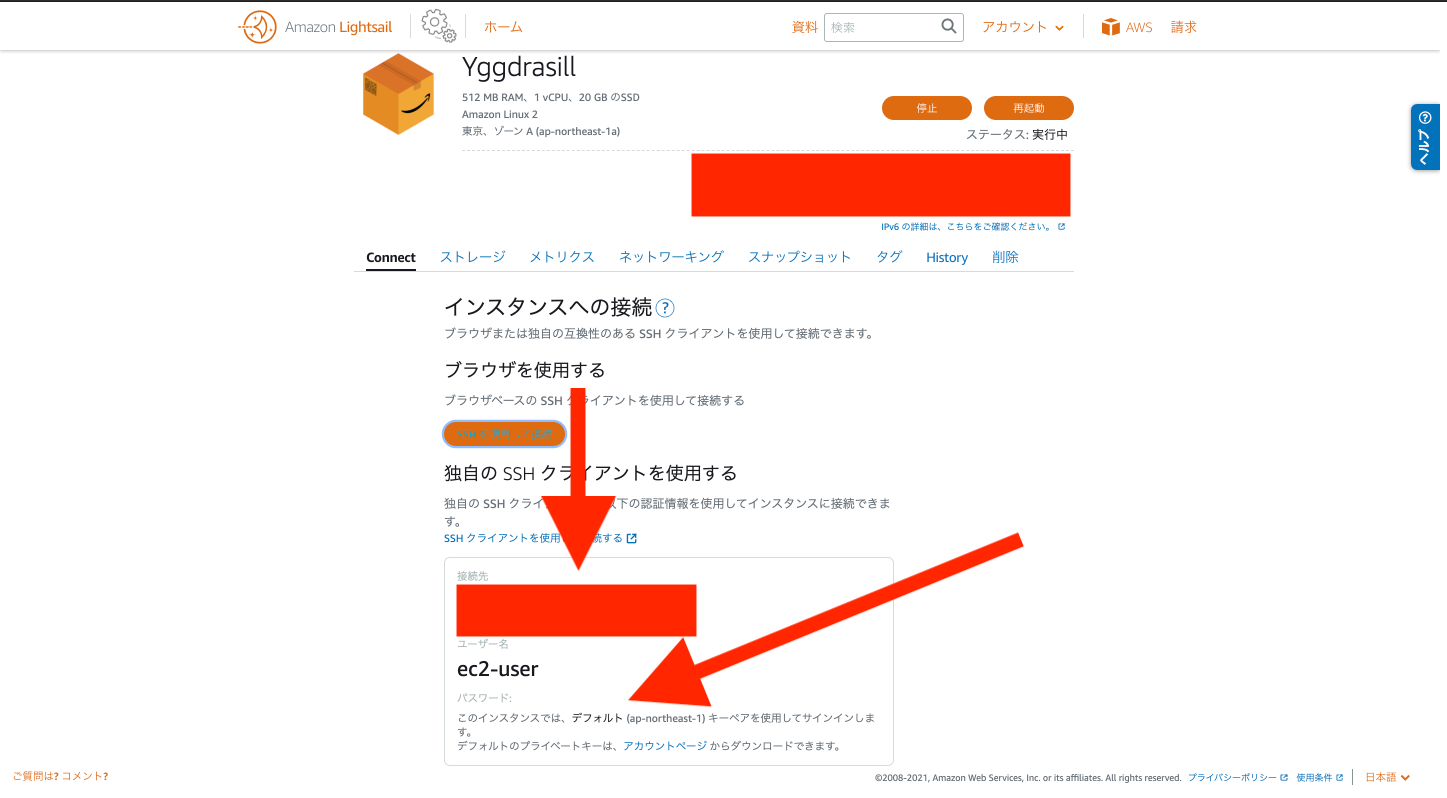 Amazon Lightsail
ホーム
資料
検索
アカウント
AWS
請求
Yggdrasill
512 MB RAM、1 vCPU、20 GB のSSD
Amazon Linux 2
東京、ゾーン A (ap-northeast-1a)
停止
再起動
ステータス: 実行中
ヘルプ
IPv6 の詳細は、こちらをご確認ください。
Connect
ストレージ
メトリクス
ネットワーキング
スナップショット
タグ
History
削除
インスタンスへの接続
ブラウザまたは独自の互換性のある SSH クライアントを使用して接続できます。
ブラウザを使用する
ブラウザベースの SSH クライアントを使用して接続する
SSH を使用して接続
独自の SSH クライアントを使用する
独自の SSH クライ 以下の認証情報を使用してインスタンスに接続できま
す。
SSH クライアントを使用 続する
接続先
ユーザー名
ec2-user
パスワード:
このインスタンスでは、デフォルト (ap-northeast-1) キーペアを使用してサインインしま
す。
デフォルトのプライベートキーは、アカウントページ からダウンロードできます。
ご質問は? コメント?
©2008-2021, Amazon Web Services, Inc. or its affiliates. All rights reserved.
プライバシーポリシー
使用条件
日本語